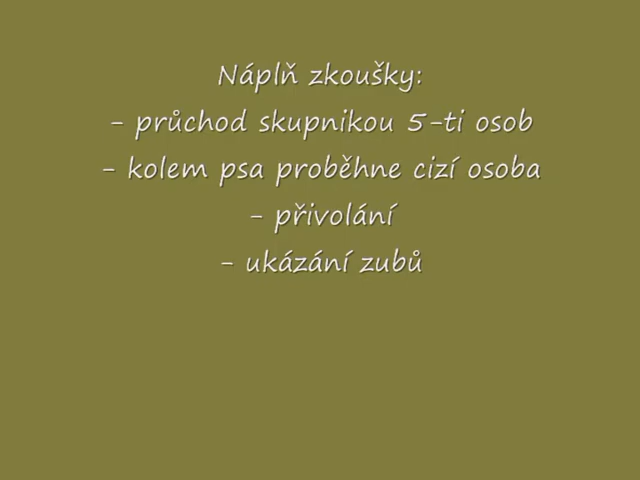 Náplň zkoušky:
- průchod skupnikou 5-ti osob
- kolem psa proběhne cizí osoba
- přivolání
- ukázání zubů